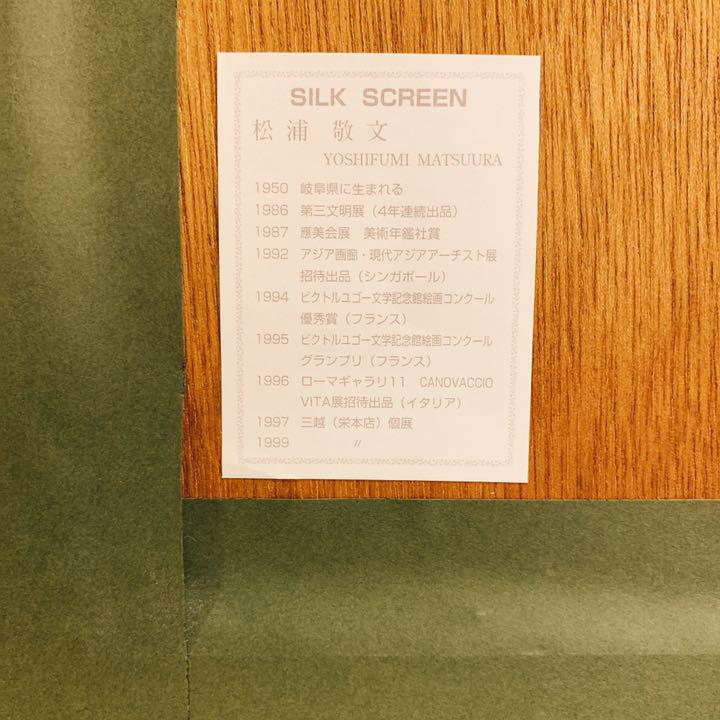 SILK SCREEN
松浦 敬文
YOSHIFUMI MATSUURA
1950 岐阜県に生まれる
1986 第三文明展（4年連続出品）
1987 應美会展 美術年鑑社賞
1992 アジア画廊・現代アジアアーチスト展
招待出品（シンガポール）
1994 ビクトルユゴー文学記念館絵画コンクール
優秀賞（フランス）
1995 ビクトルユゴー文学記念館絵画コンクール
グランプリ（フランス）
1996 ローマギャラリ11 CANOVACCIO
VITA展招待出品（イタリア）
1997 三越（栄本店）個展
1999 〃